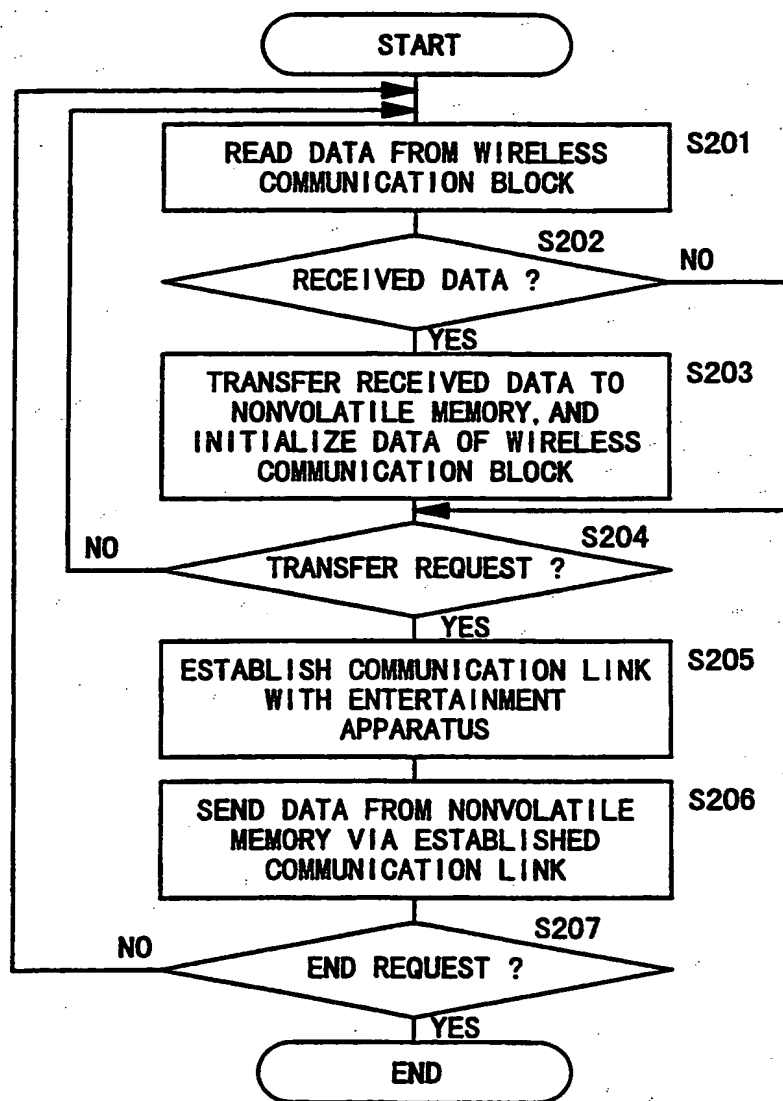 START
READ DATA FROM WIRELESS
COMMUNICATION BLOCK
S201
S202
RECEIVED DATA ?
NO
YES
TRANSFER RECEIVED DATA TO
NONVOLATILE MEMORY, AND
INITIALIZE DATA OF WIRELESS
COMMUNICATION BLOCK
S203
S204
NO
TRANSFER REQUEST ?
YES
ESTABLISH COMMUNICATION LINK
WITH ENTERTAINMENT
APPARATUS
S205
SEND DATA FROM NONVOLATILE
MEMORY VIA ESTABLISHED
COMMUNICATION LINK
S206
S207
NO
END REQUEST ?
YES
END